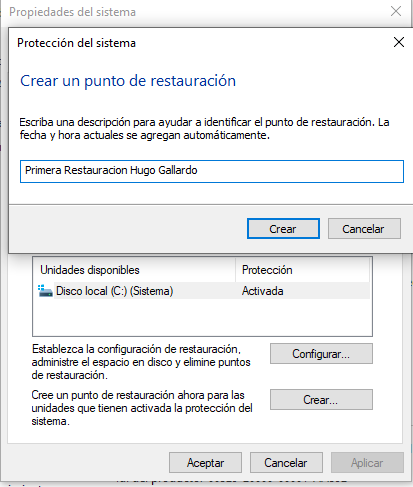 Propiedades del sistema
Protección del sistema
Crear un punto de restauración
Escriba una descripción para ayudar a identificar el punto de restauración. La
fecha y hora actuales se agregan automáticamente.
Primera Restauracion Hugo Gallardo
Crear
Cancelar
Unidades disponibles
Protección
Disco local (C:) (Sistema)
Activada
Establezca la configuración de restauración,
administre el espacio en disco y elimine puntos
de restauración.
Configurar...
Cree un punto de restauración ahora para las
unidades que tienen activada la protección del
sistema.
Crear...
Aceptar
Cancelar
Aplicar